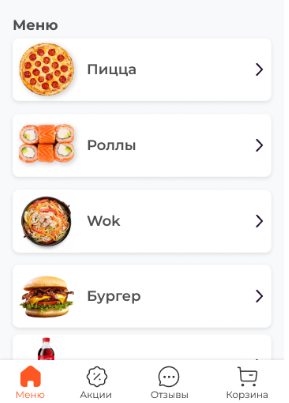 Меню
Пицца
Роллы
Wok
Бургер
Меню
Акции
Отзывы
Корзина